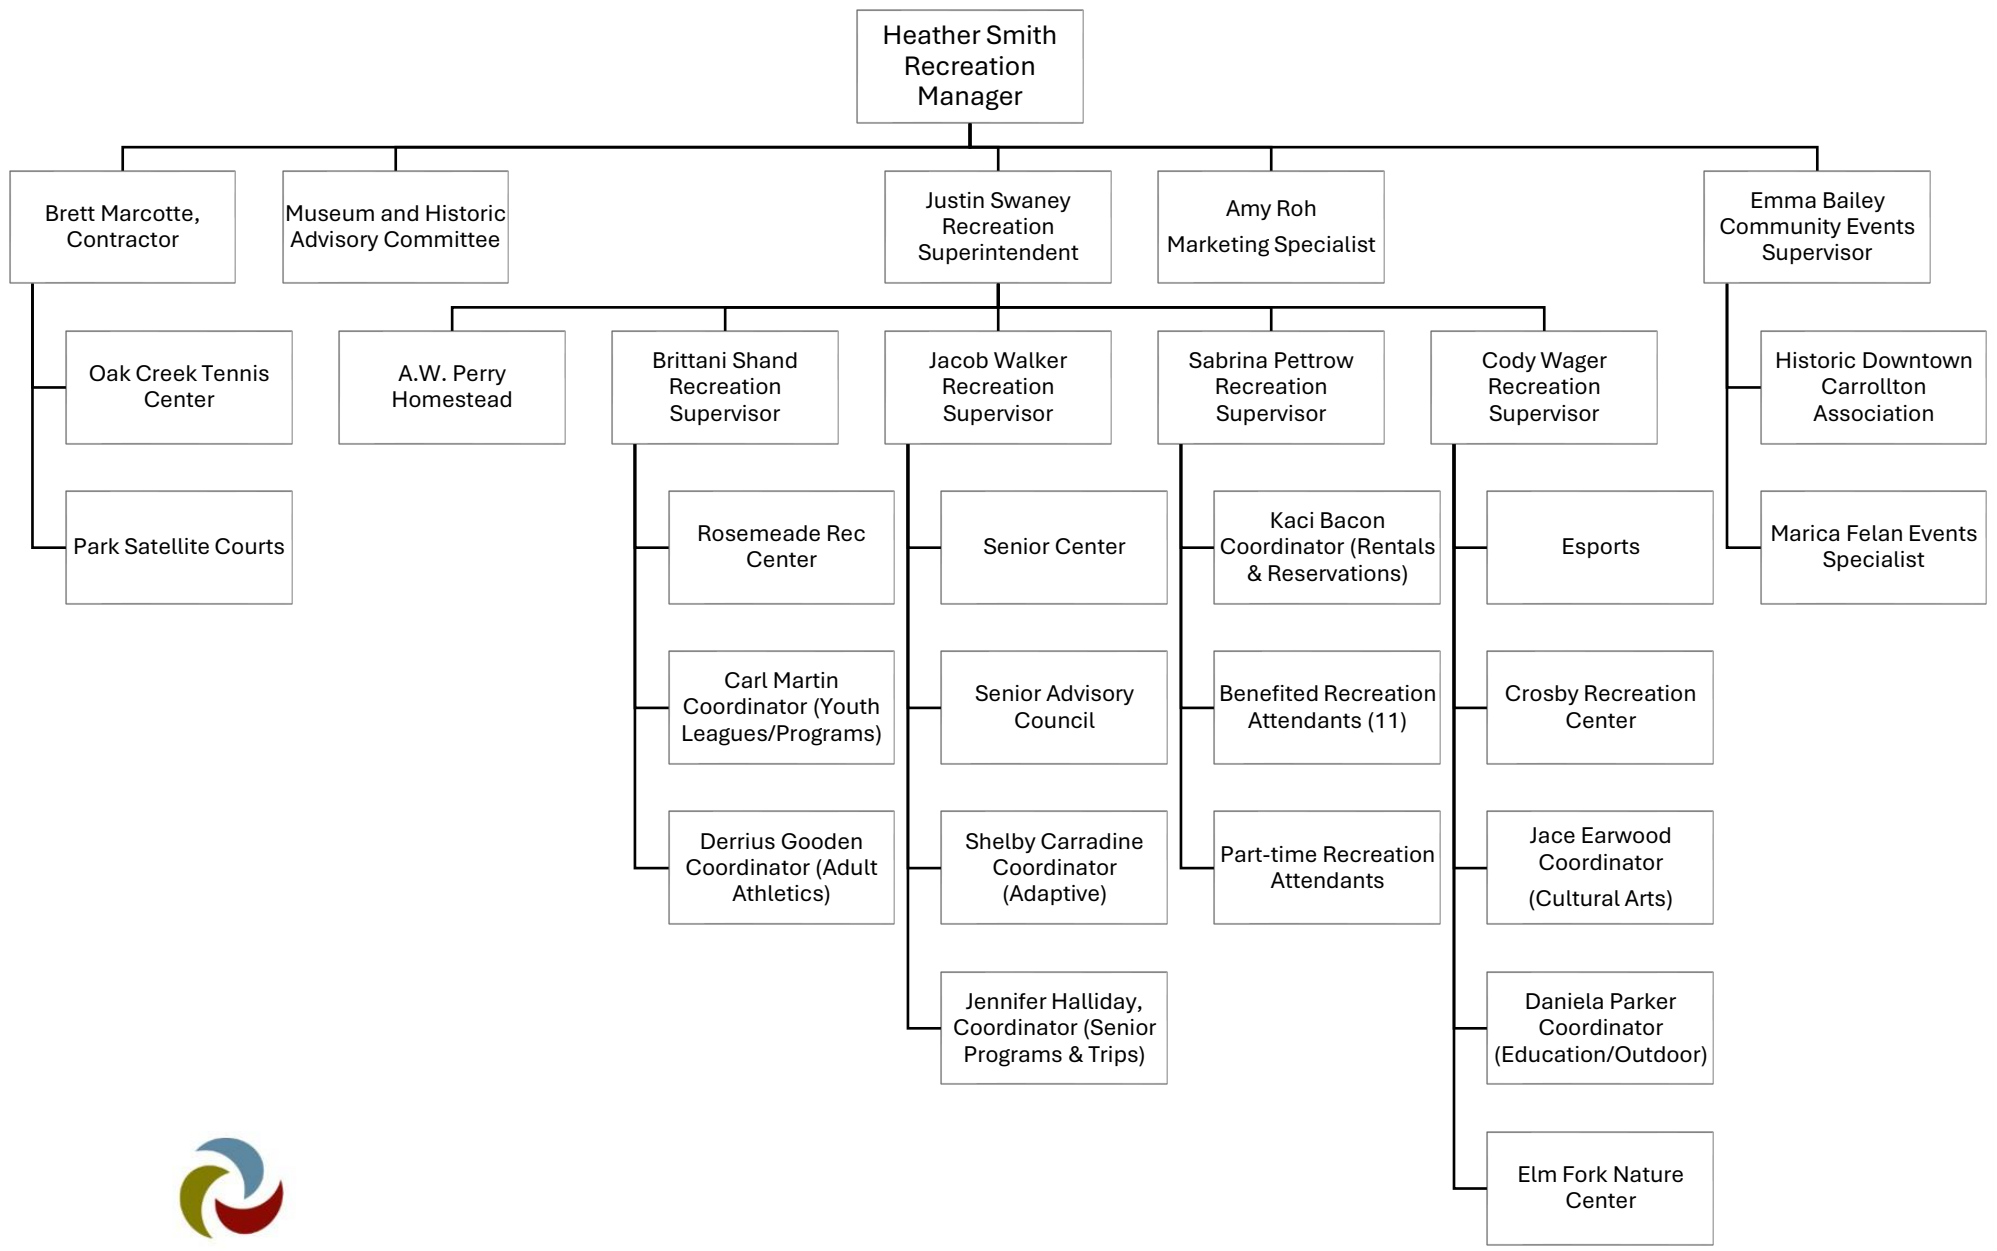 Heather Smith
Recreation
Manager
Brett Marcotte,
Contractor
Museum and Historic
Advisory Committee
Justin Swaney
Recreation
Superintendent
Amy Roh
Marketing Specialist
Emma Bailey
Community Events
Supervisor
Oak Creek Tennis
Center
A.W. Perry
Homestead
Brittani Shand
Recreation
Supervisor
Jacob Walker
Recreation
Supervisor
Sabrina Pettrow
Recreation
Supervisor
Cody Wager
Recreation
Supervisor
Historic Downtown
Carrollton
Association
Park Satellite Courts
Rosemeade Rec
Center
Senior Center
Kaci Bacon
Coordinator (Rentals
& Reservations)
Esports
Marica Felan Events
Specialist
Carl Martin
Coordinator (Youth
Leagues/Programs)
Senior Advisory
Council
Benefited Recreation
Attendants (11)
Crosby Recreation
Center
Derrius Gooden
Coordinator (Adult
Athletics)
Shelby Carradine
Coordinator
(Adaptive)
Part-time Recreation
Attendants
Jace Earwood
Coordinator
(Cultural Arts)
Jennifer Halliday,
Coordinator (Senior
Programs & Trips)
Daniela Parker
Coordinator
(Education/Outdoor)
Elm Fork Nature
Center